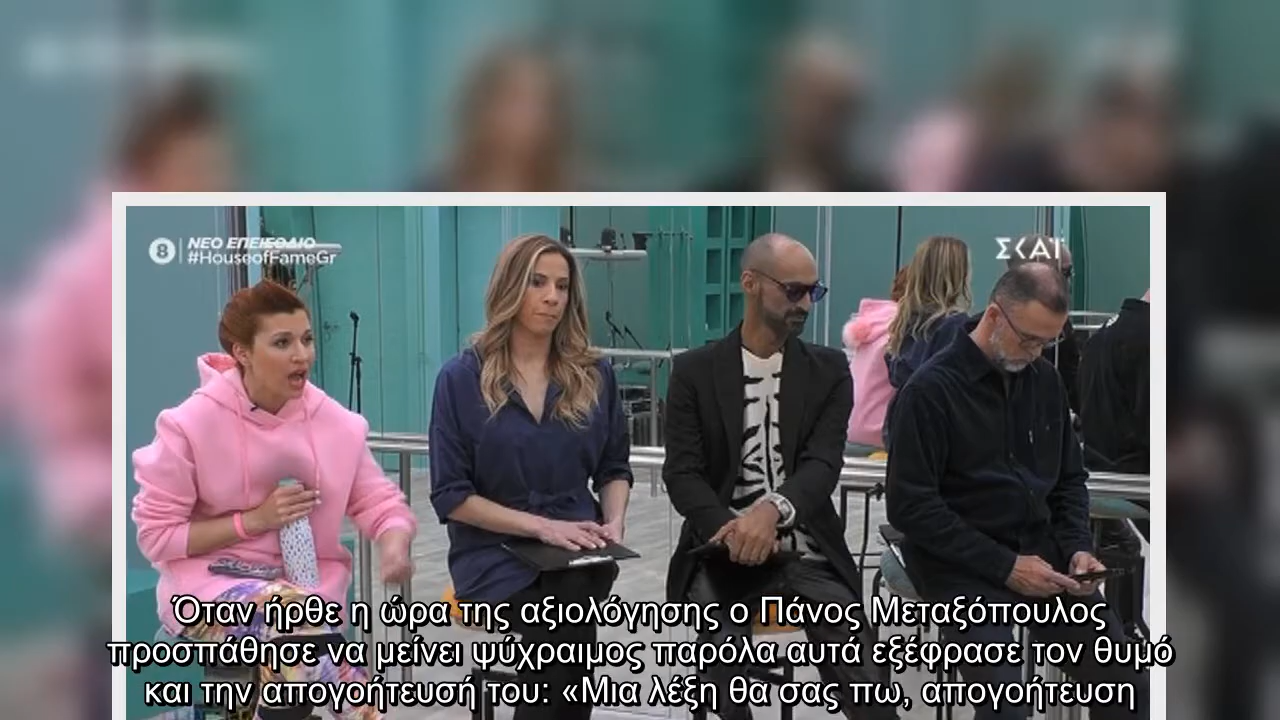 8 ΝΕΟ ΕΠΕΙΣΟΔΙΟ
#HouseofFameGr
ΣΚΑΪ
Όταν ήρθε η ώρα της αξιολόγησης ο Πάνος Μεταξόπουλος
προσπάθησε να μείνει ψύχραιμος παρόλα αυτά εξέφρασε τον θυμό
και την απογοήτευσή του: «Μια λέξη θα σας πω, απογοήτευση